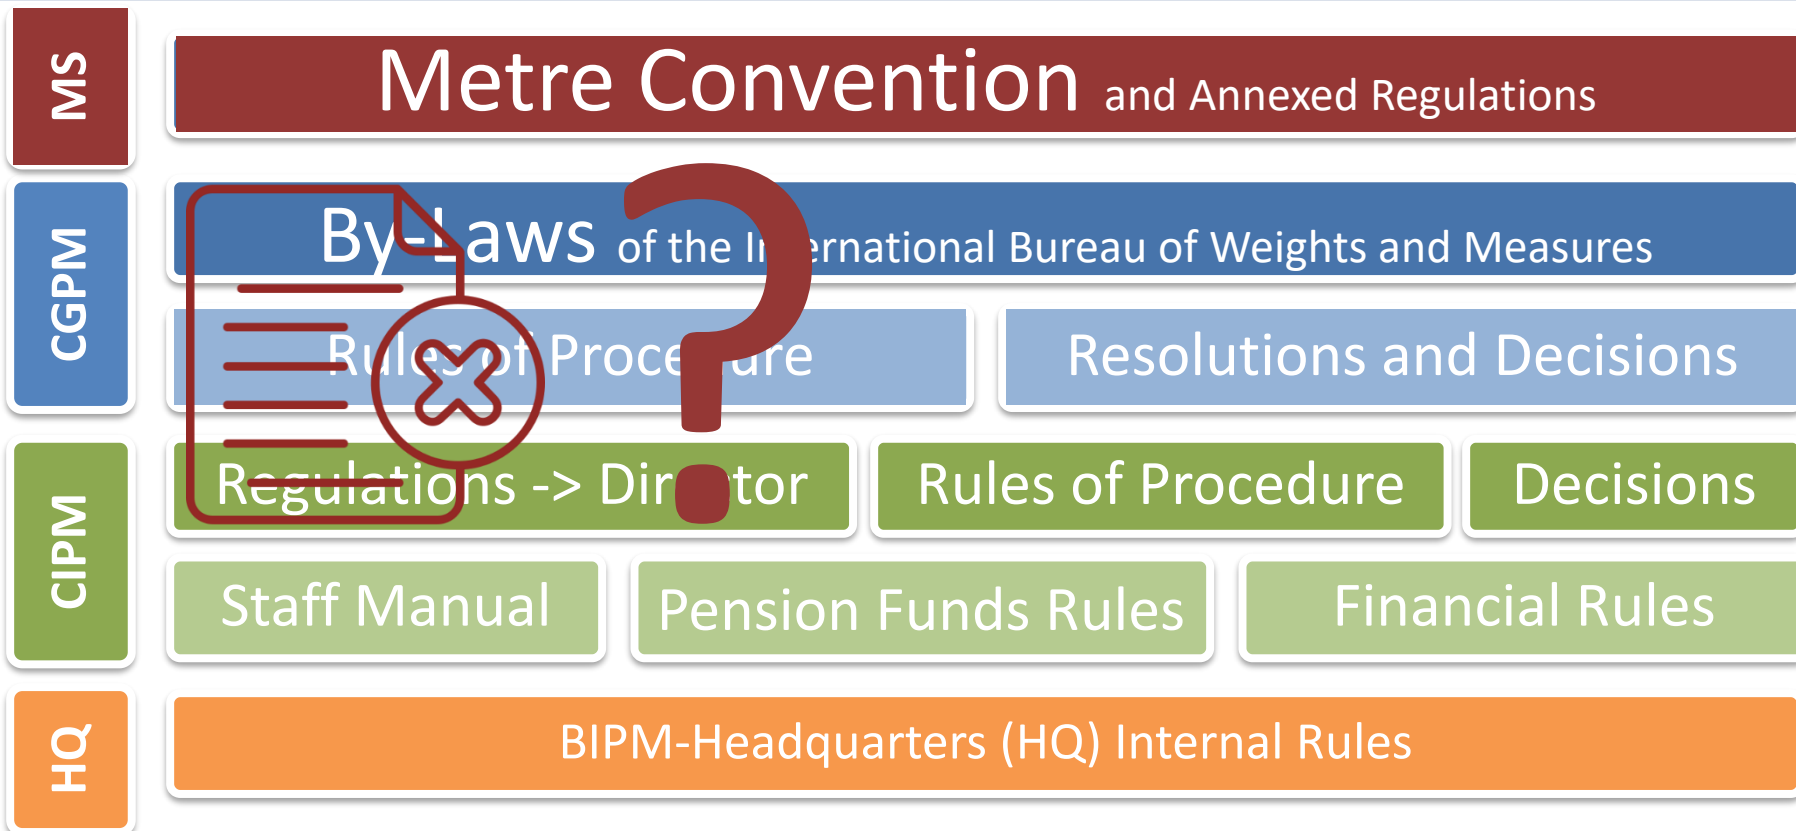 MS
Metre Convention and Annexed Regulations
CGPM
By-Laws of the International Bureau of Weights and Measures
Rules of Procedure
Resolutions and Decisions
?
CIPM
Regulations -> Director
Rules of Procedure
Decisions
Staff Manual
Pension Funds Rules
Financial Rules
HQ
BIPM-Headquarters (HQ) Internal Rules